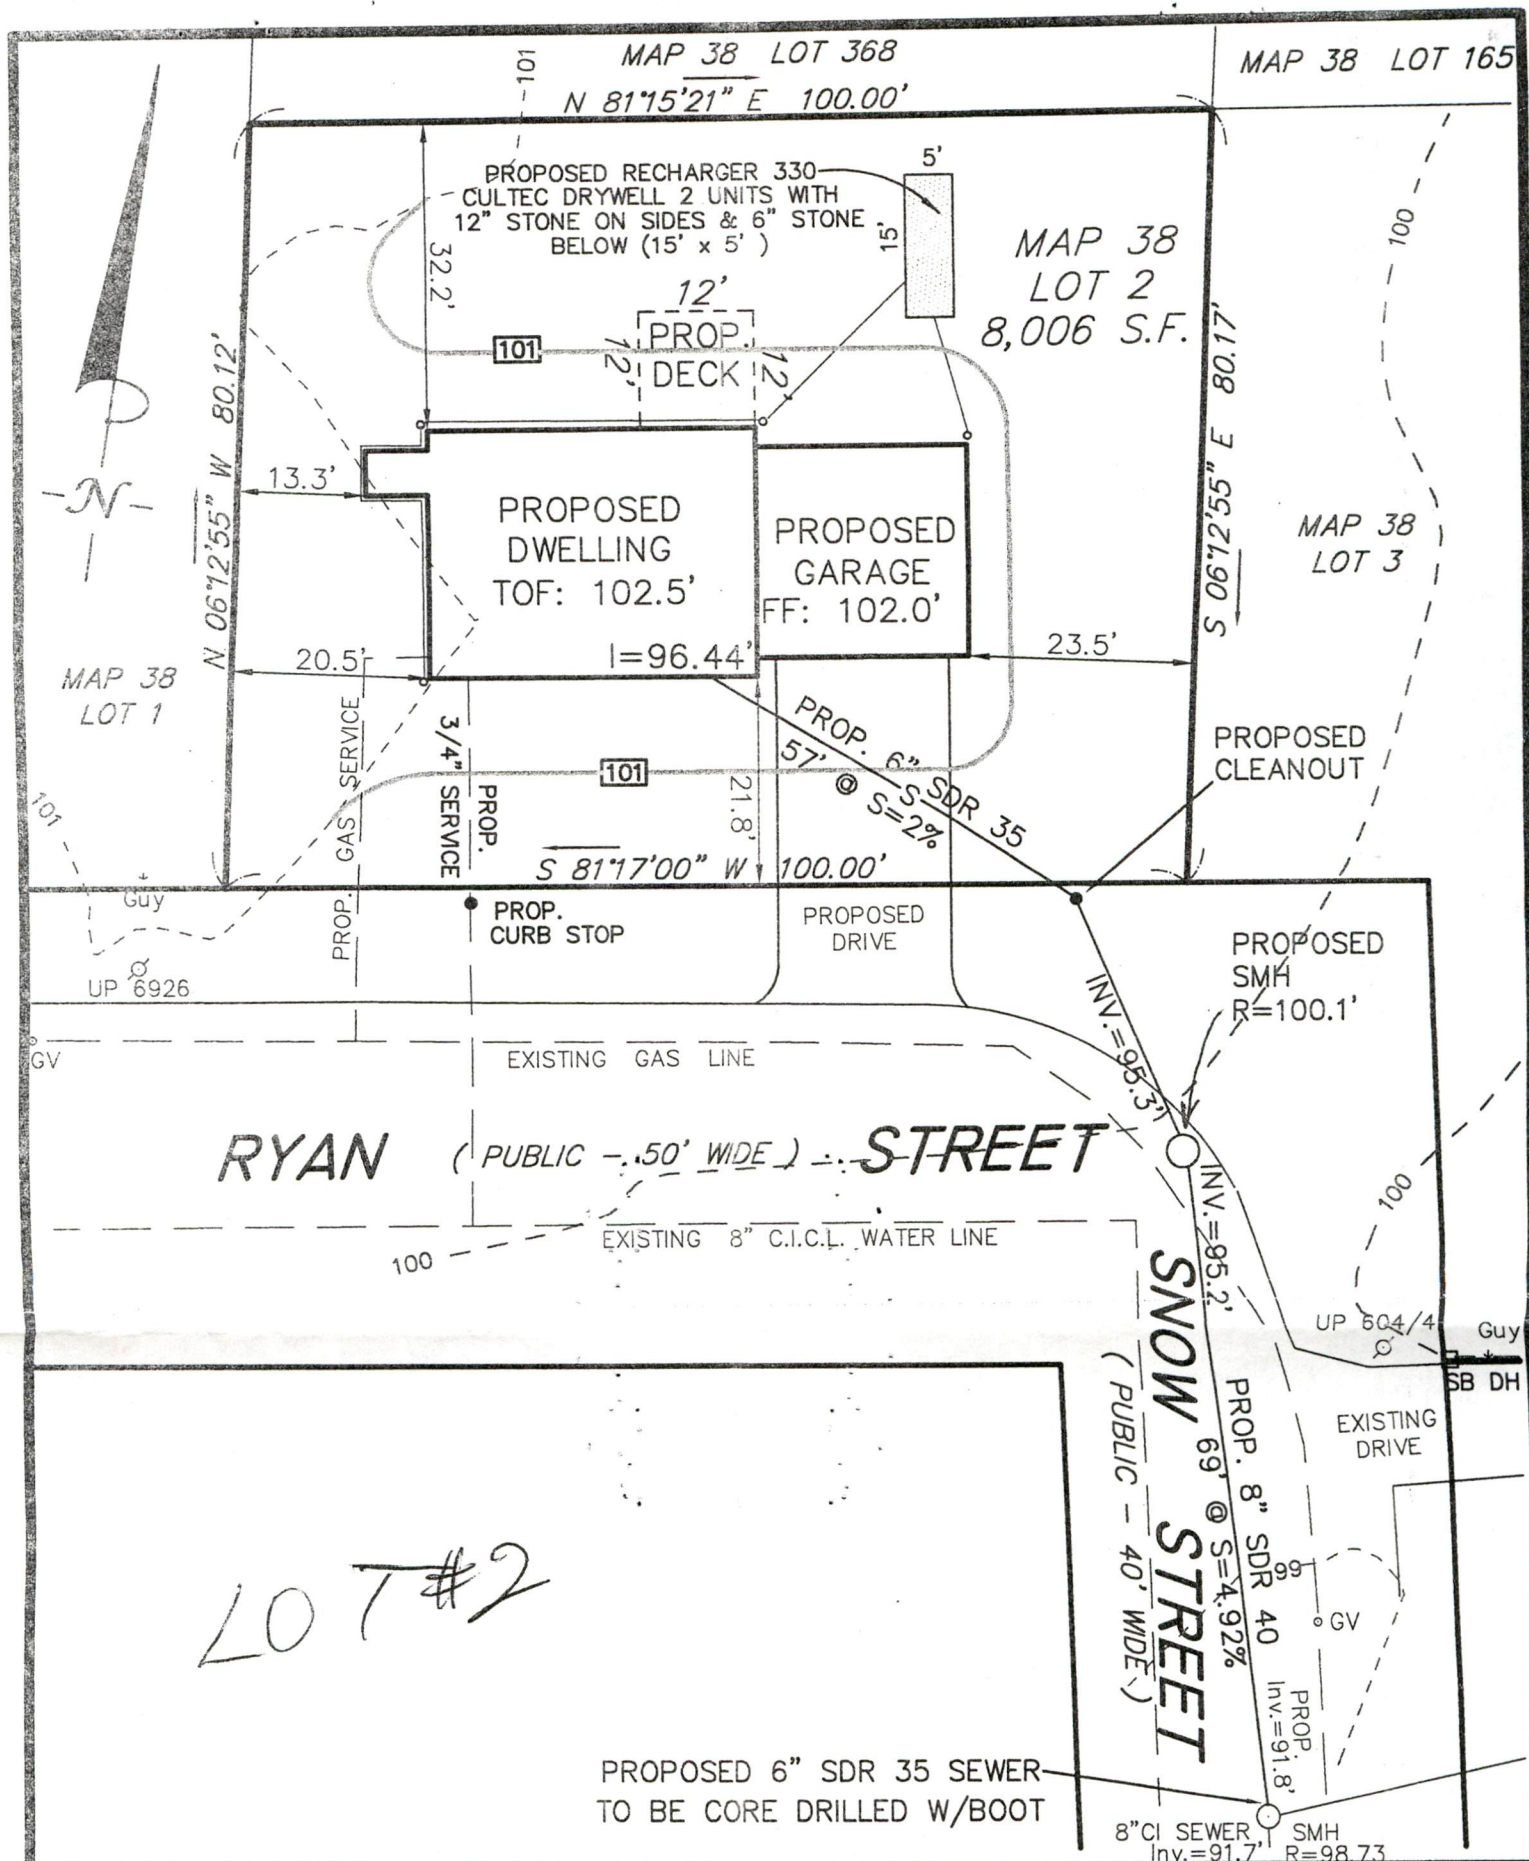 MAP 38 LOT 368
MAP 38 LOT 165
N 81°15'21" E 100.00'
101
PROPOSED RECHARGER 330
CULTEC DRYWELL 2 UNITS WITH
12" STONE ON SIDES & 6" STONE
BELOW (15' x 5' )
5'
15'
MAP 38
LOT 2
8,006 S.F.
100
32.2'
12'
PROP.
DECK
12'
12'
101
N 06°12'55" W 80.12'
S 06°12'55" E 80.17'
-N-
13.3'
PROPOSED
DWELLING
TOF: 102.5'
PROPOSED
GARAGE
FF: 102.0'
MAP 38
LOT 3
I=96.44'
20.5'
23.5'
MAP 38
LOT 1
PROP. GAS SERVICE
3/4" SERVICE
PROP.
101
21.8'
PROP. 6" SDR 35
57' @ S=2%
S
PROPOSED
CLEANOUT
101
S 81°17'00" W 100.00'
Guy
UP 6926
PROP.
CURB STOP
PROPOSED
DRIVE
PROPOSED
SMH
R=100.1'
INV.=95.3'
GV
EXISTING GAS LINE
RYAN ( PUBLIC - 50' WIDE ) STREET
INV.=95.2'
100
EXISTING 8" C.I.C.L. WATER LINE
100
SNOW STREET
( PUBLIC - 40' WIDE )
UP 604/4
Guy
SB DH
EXISTING
DRIVE
PROP. 8" SDR 40
69' @ S=4.92%
99
GV
PROP.
Inv.=91.8'
LOT #2
PROPOSED 6" SDR 35 SEWER
TO BE CORE DRILLED W/BOOT
8"CI SEWER
Inv.=91.7'
SMH
R=98.73